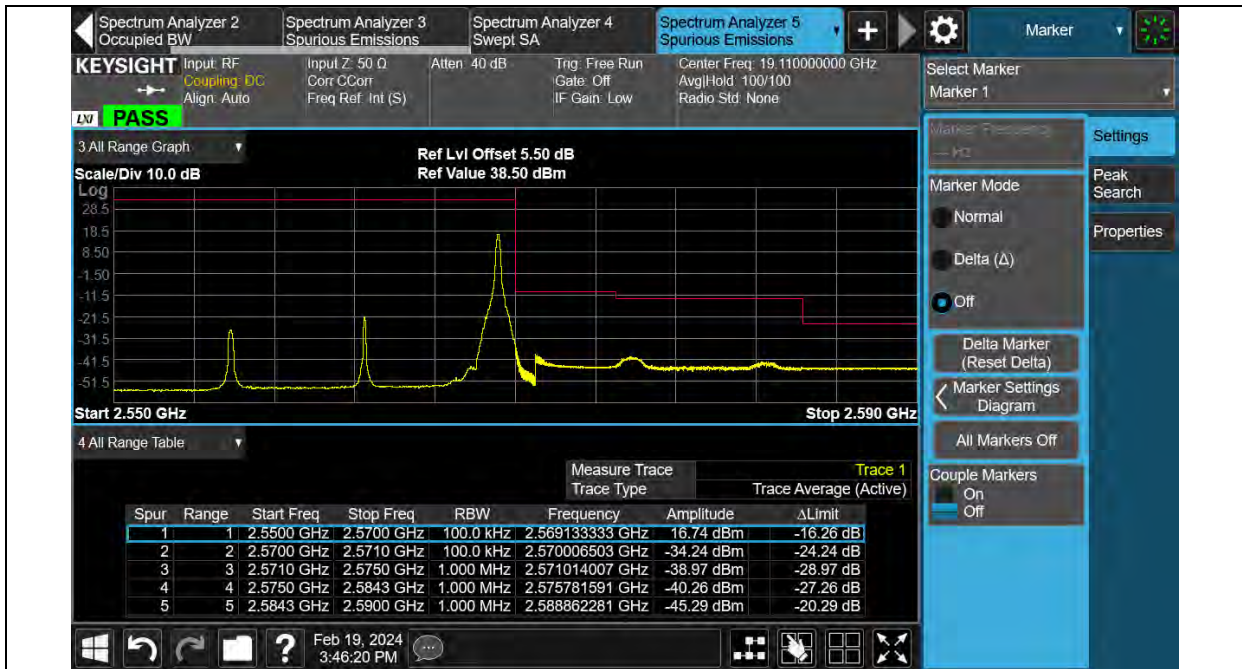 Spectrum Analyzer 2
Occupied BW
Spectrum Analyzer 3
Spurious Emissions
Spectrum Analyzer 4
Swept SA
Spectrum Analyzer 5
Spurious Emissions
+
Marker
KEYSIGHT
Input: RF
Coupling: DC
Align: Auto
Input Z: 50 Ω
Corr CCorr
Freq Ref: Int (S)
Atten: 40 dB
Trig: Free Run
Gate: Off
IF Gain: Low
Center Freq: 19.110000000 GHz
Avg|Hold: 100/100
Radio Std: None
LXI
PASS
3 All Range Graph
Ref Lvl Offset 5.50 dB
Scale/Div 10.0 dB
Ref Value 38.50 dBm
Log
28.5
18.5
8.50
-1.50
-11.5
-21.5
-31.5
-41.5
-51.5
Start 2.550 GHz
Stop 2.590 GHz
4 All Range Table
Measure Trace Trace 1
Trace Type Trace Average (Active)
Spur Range Start Freq Stop Freq RBW Frequency Amplitude ΔLimit
1 1 2.5500 GHz 2.5700 GHz 100.0 kHz 2.569133333 GHz 16.74 dBm -16.26 dB
2 2 2.5700 GHz 2.5710 GHz 100.0 kHz 2.570006503 GHz -34.24 dBm -24.24 dB
3 3 2.5710 GHz 2.5750 GHz 1.000 MHz 2.571014007 GHz -38.97 dBm -28.97 dB
4 4 2.5750 GHz 2.5843 GHz 1.000 MHz 2.575781591 GHz -40.26 dBm -27.26 dB
5 5 2.5843 GHz 2.5900 GHz 1.000 MHz 2.588862281 GHz -45.29 dBm -20.29 dB
?
Feb 19, 2024
3:46:20 PM
Select Marker
Marker 1
Marker Frequency
--- Hz
Marker Mode
Normal
Delta (Δ)
Off
Delta Marker
(Reset Delta)
Marker Settings
Diagram
All Markers Off
Couple Markers
On
Off
Settings
Peak
Search
Properties